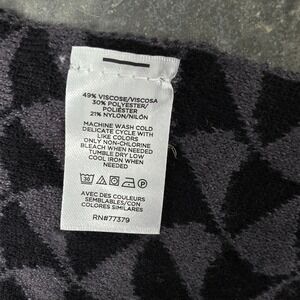 49% VISCOSE/VISCOSA
30% POLYESTER/
21% NYLON/NILÓN
MACHINE WASH COLD
DELICATE CYCLE WITH
LIKE COLORS
ONLY NON-CHLORINE
BLEACH WHEN NEEDED
TUMBLE DRY LOW
COOL IRON WHEN
NEEDED
30
P
AVEC DES COULEURS
SEMBLABLES/CON
COLORES SIMILARES
RN#77379